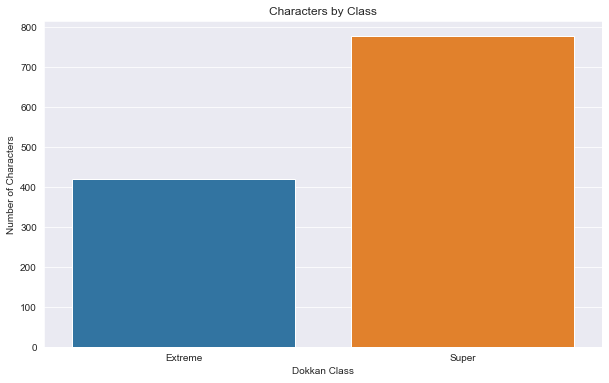 Characters by Class
Number of Characters
800
700
600
500
400
300
200
100
0
Extreme
Super
Dokkan Class